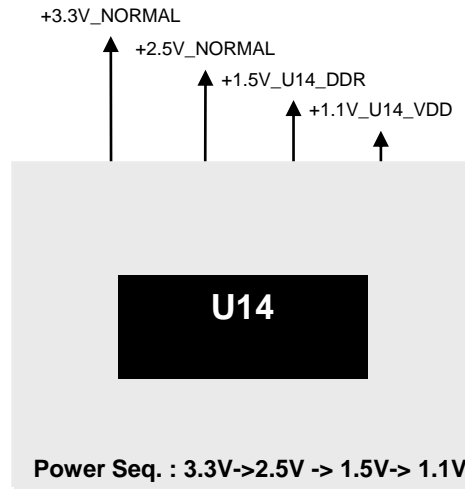 +3.3V_NORMAL
+2.5V_NORMAL
+1.5V_U14_DDR
+1.1V_U14_VDD
U14
Power Seq. : 3.3V->2.5V -> 1.5V-> 1.1V